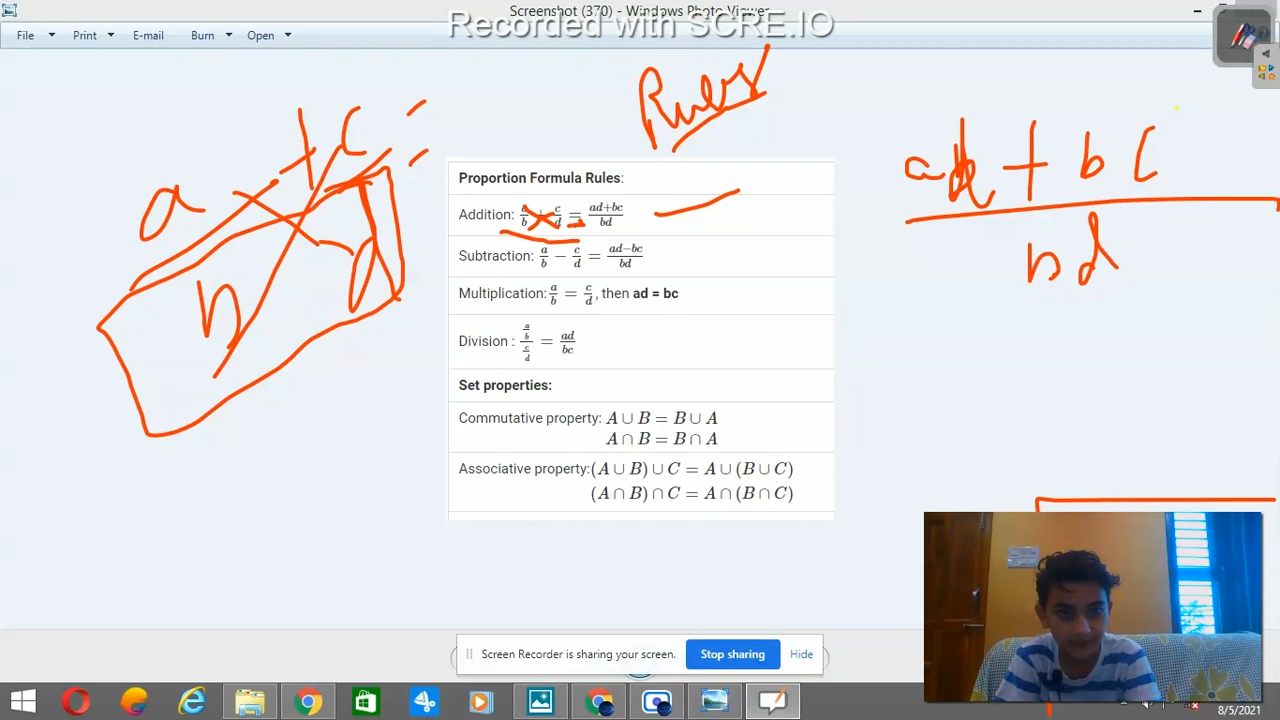 Screenshot (370) - Windows Photo Viewer
Recorded with SCRE.IO
File Print E-mail Burn Open
Rules
a + c =
b d
ad + bc
bd
Proportion Formula Rules:
Addition: + c/d = ad+bc/bd
Subtraction: a/b − c/d = ad−bc/bd
Multiplication: a/b = c/d, then ad = bc
Division : a/b / c/d = ad/bc
Set properties:
Commutative property: A ∪ B = B ∪ A
A ∩ B = B ∩ A
Associative property:(A ∪ B) ∪ C = A ∪ (B ∪ C)
(A ∩ B) ∩ C = A ∩ (B ∩ C)
Screen Recorder is sharing your screen. Stop sharing Hide
8/5/2021